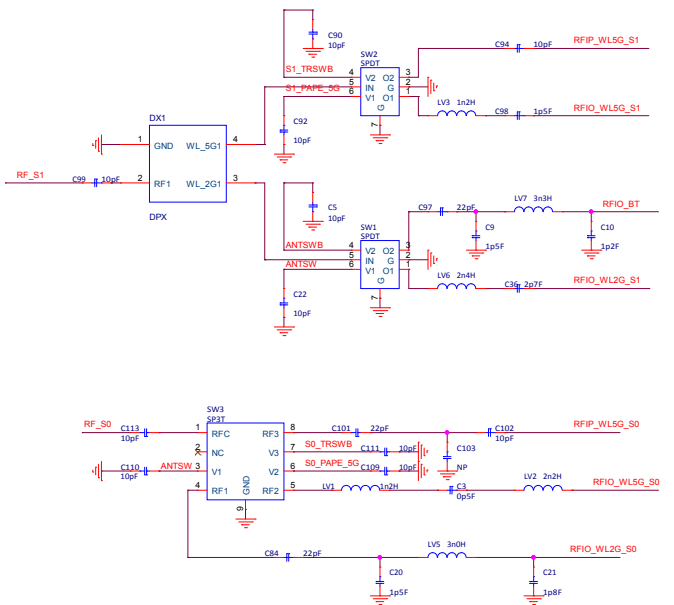 C90
10pF
SW2
SPDT
C94 10pF RFIP_WL5G_S1
S1_TRSWB 4 V2 O2 3
5 IN G 2
S1_PAPE_5G 6 V1 O1 1
G
7
LV3 1n2H
C98 1p5F RFIO_WL5G_S1
C92
10pF
DX1
1 GND WL_5G1 4
RF_S1 C99 10pF 2 RF1 WL_2G1 3
DPX
C5
10pF
SW1
SPDT
C97 22pF LV7 3n3H RFIO_BT
C9
1p5F
C10
1p2F
ANTSWB 4 V2 O2 3
5 IN G 2
ANTSW 6 V1 O1 1
G
7
LV6 2n4H
C36 2p7F RFIO_WL2G_S1
C22
10pF
SW3
SP3T
RF_S0 C113 10pF 1 RFC RF3 8 C101 22pF C102 10pF RFIP_WL5G_S0
C103
NP
2 NC V3 7 S0_TRSWB C111 10pF
C110 10pF ANTSW 3 V1 V2 6 S0_PAPE_5G C109 10pF
4 RF1 RF2 5 LV1 1n2H C3 0p5F LV2 2n2H RFIO_WL5G_S0
GND
9
C84 22pF LV5 3n0H RFIO_WL2G_S0
C20
1p5F
C21
1p8F